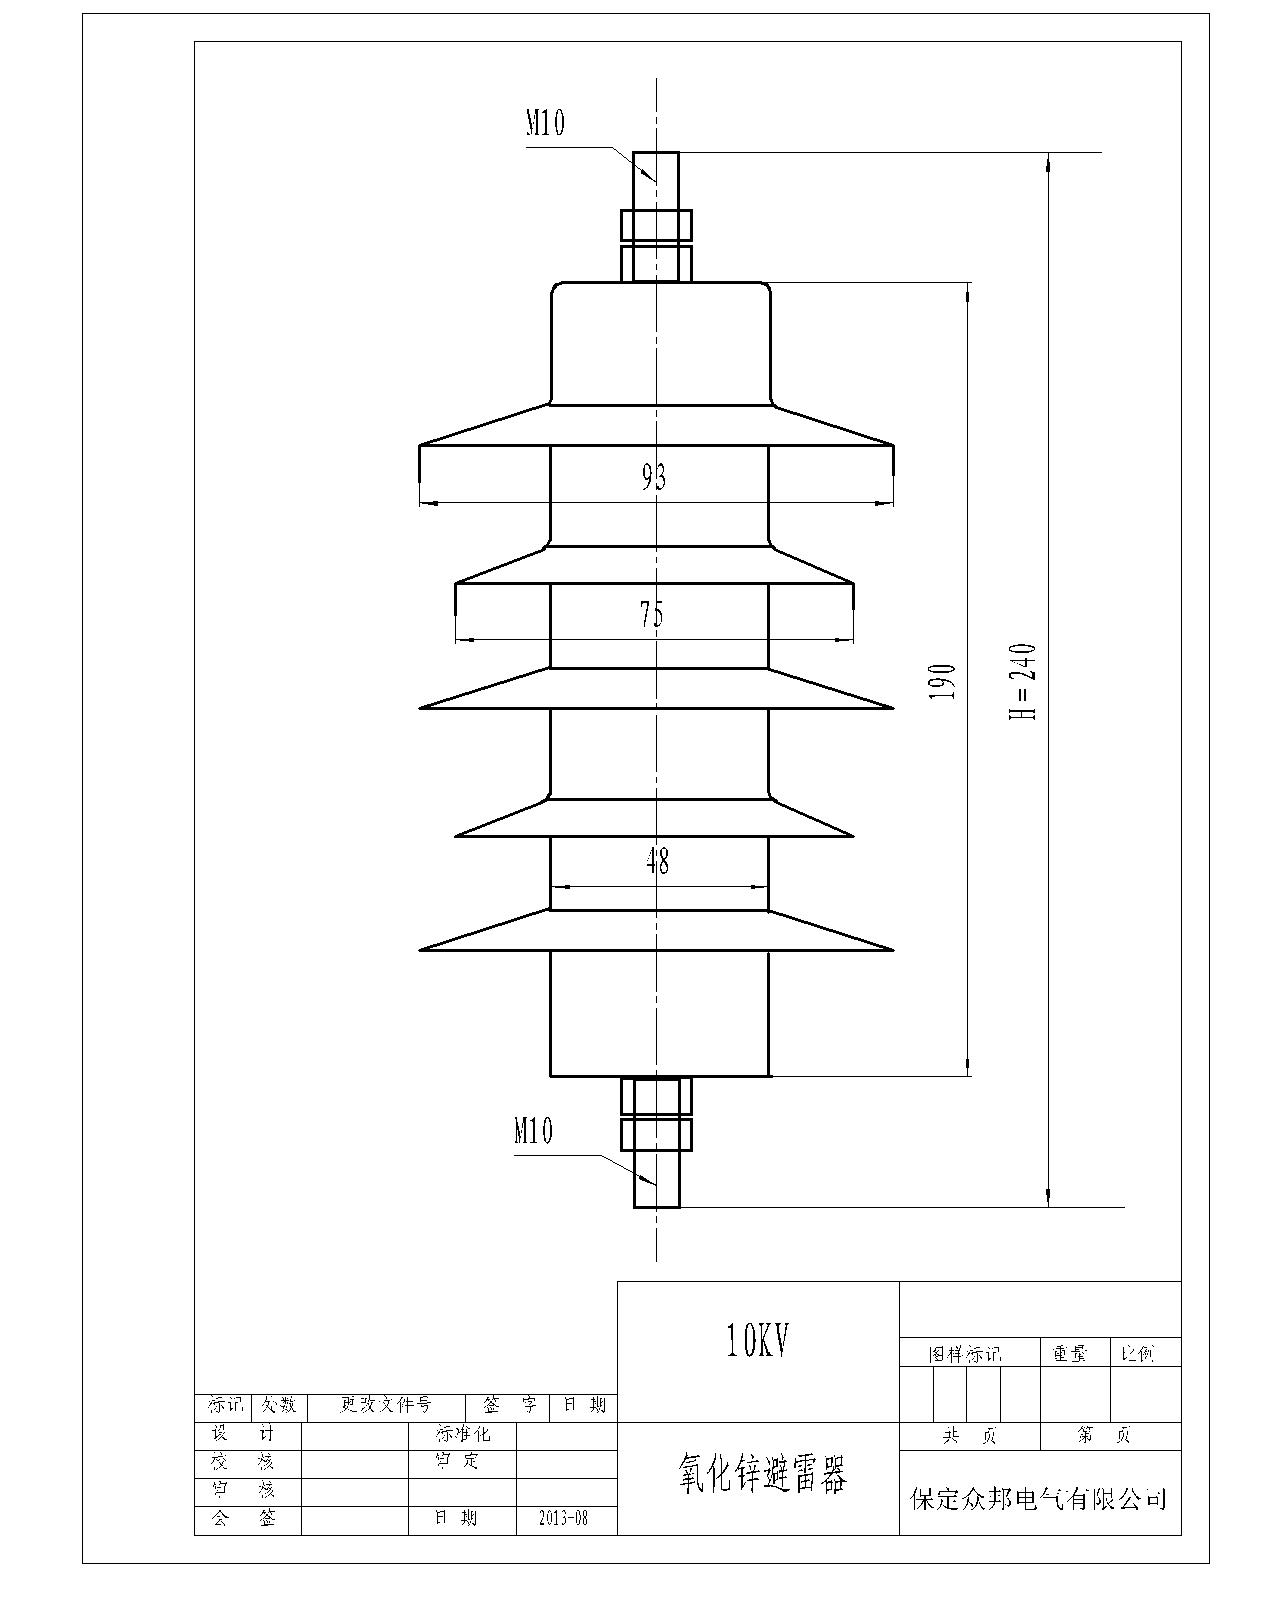 M10
93
75
190
H=240
48
M10
10KV
图样标记 重量 比例
标记 处数 更改文件号 签 字 日 期
设 计 标准化
共 页 第 页
校 核 审 定
氧化锌避雷器
审 核
保定众邦电气有限公司
会 签 日 期 2013-08